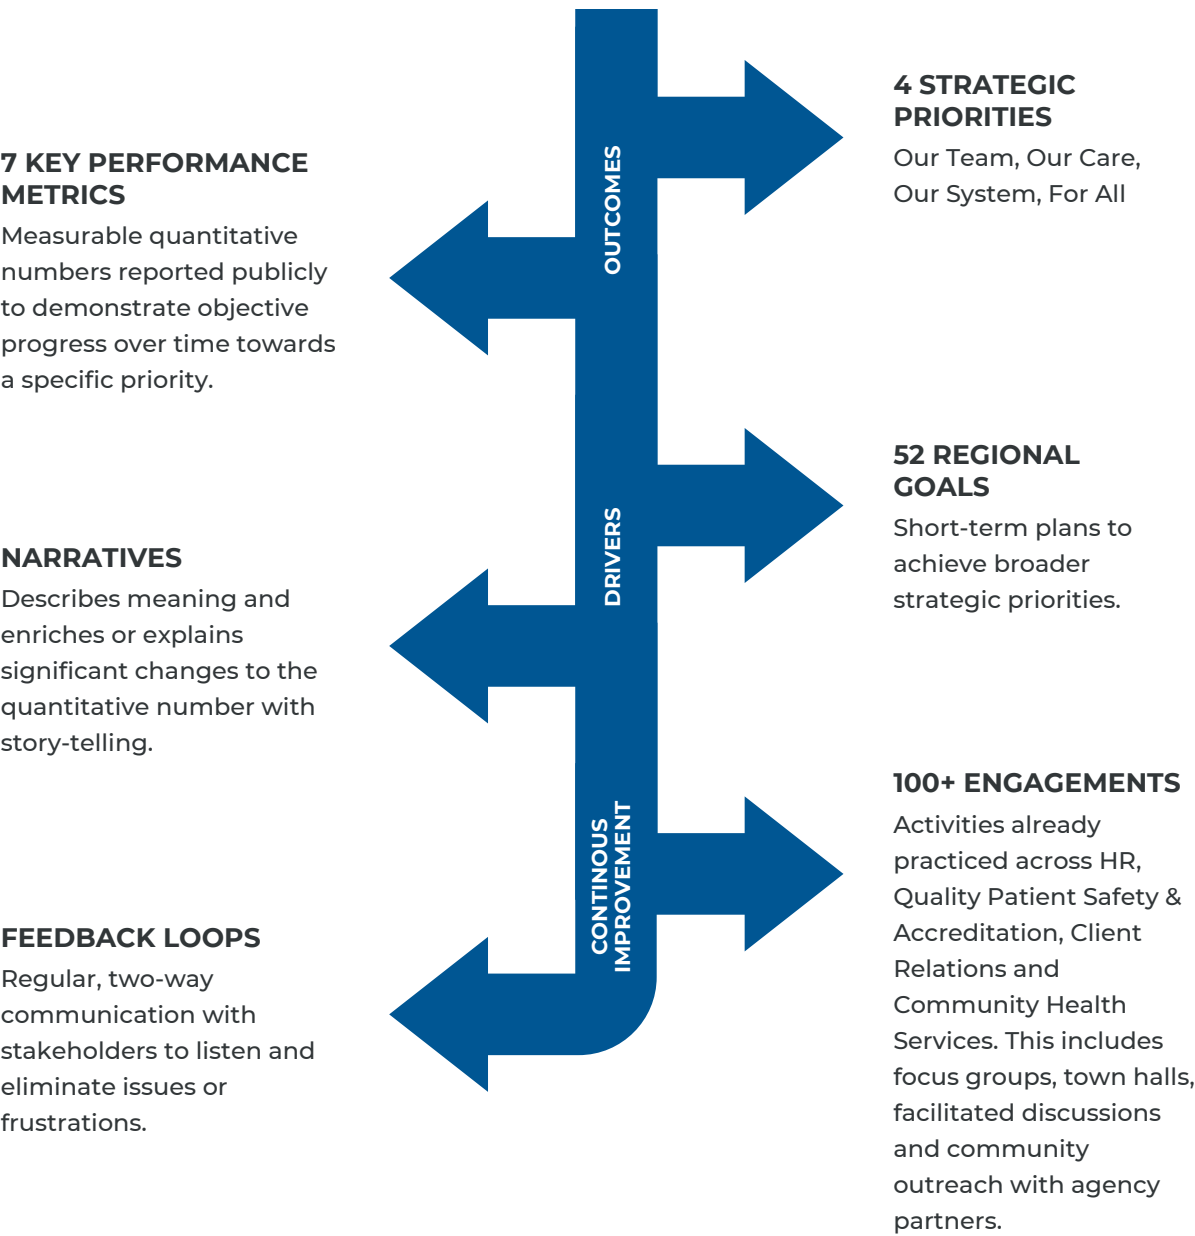 4 STRATEGIC
PRIORITIES
Our Team, Our Care,
Our System, For All
OUTCOMES
7 KEY PERFORMANCE
METRICS
Measurable quantitative
numbers reported publicly
to demonstrate objective
progress over time towards
a specific priority.
52 REGIONAL
GOALS
Short-term plans to
achieve broader
strategic priorities.
DRIVERS
NARRATIVES
Describes meaning and
enriches or explains
significant changes to the
quantitative number with
story-telling.
100+ ENGAGEMENTS
Activities already
practiced across HR,
Quality Patient Safety &
Accreditation, Client
Relations and
Community Health
Services. This includes
focus groups, town halls,
facilitated discussions
and community
outreach with agency
partners.
CONTINOUS
IMPROVEMENT
FEEDBACK LOOPS
Regular, two-way
communication with
stakeholders to listen and
eliminate issues or
frustrations.